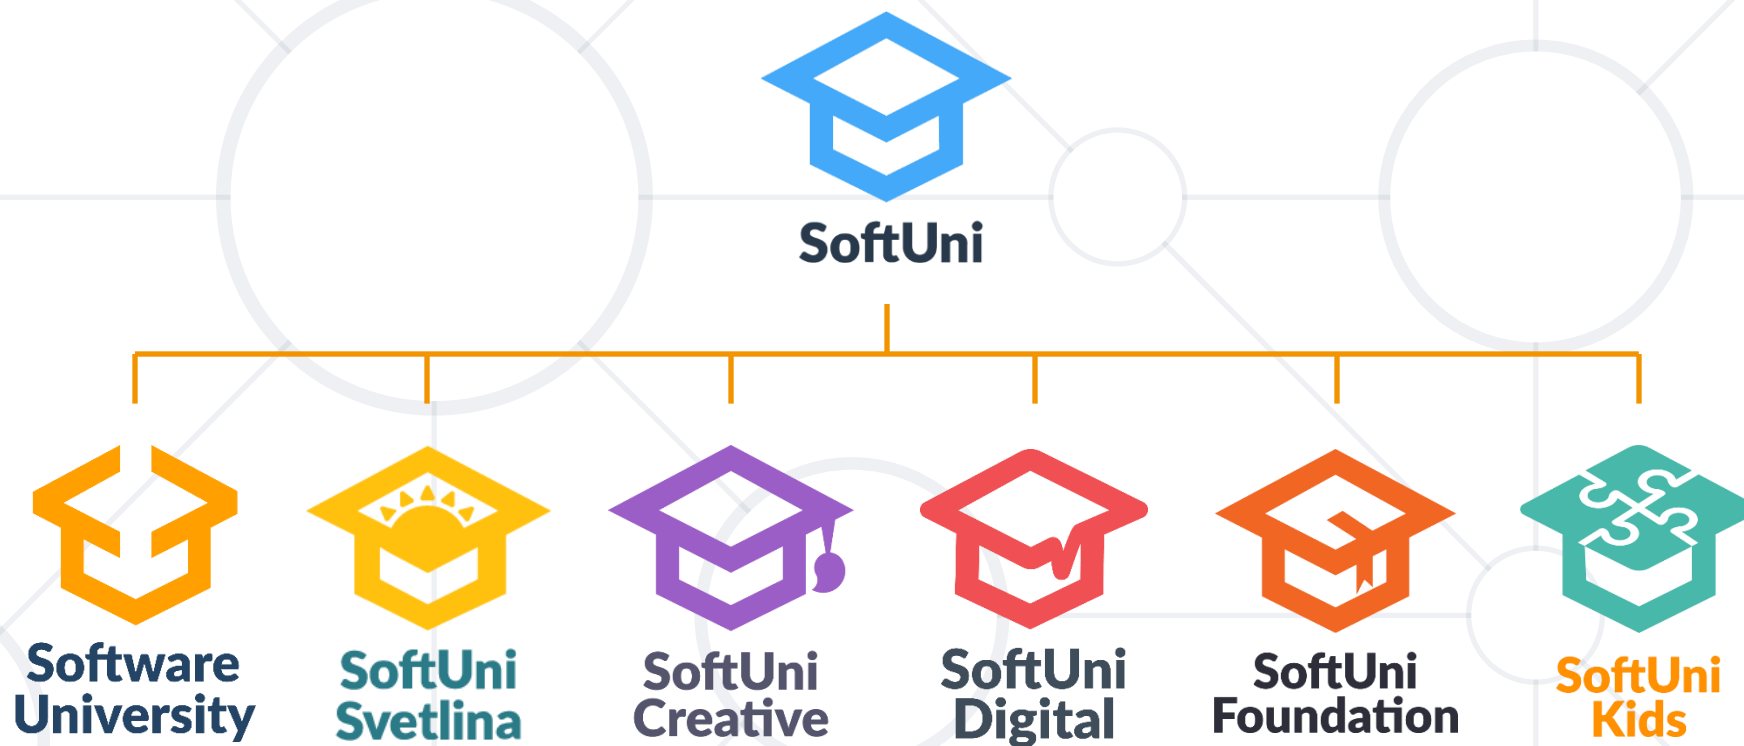 SoftUni
Software
University
SoftUni
Svetlina
SoftUni
Creative
SoftUni
Digital
SoftUni
Foundation
SoftUni
Kids